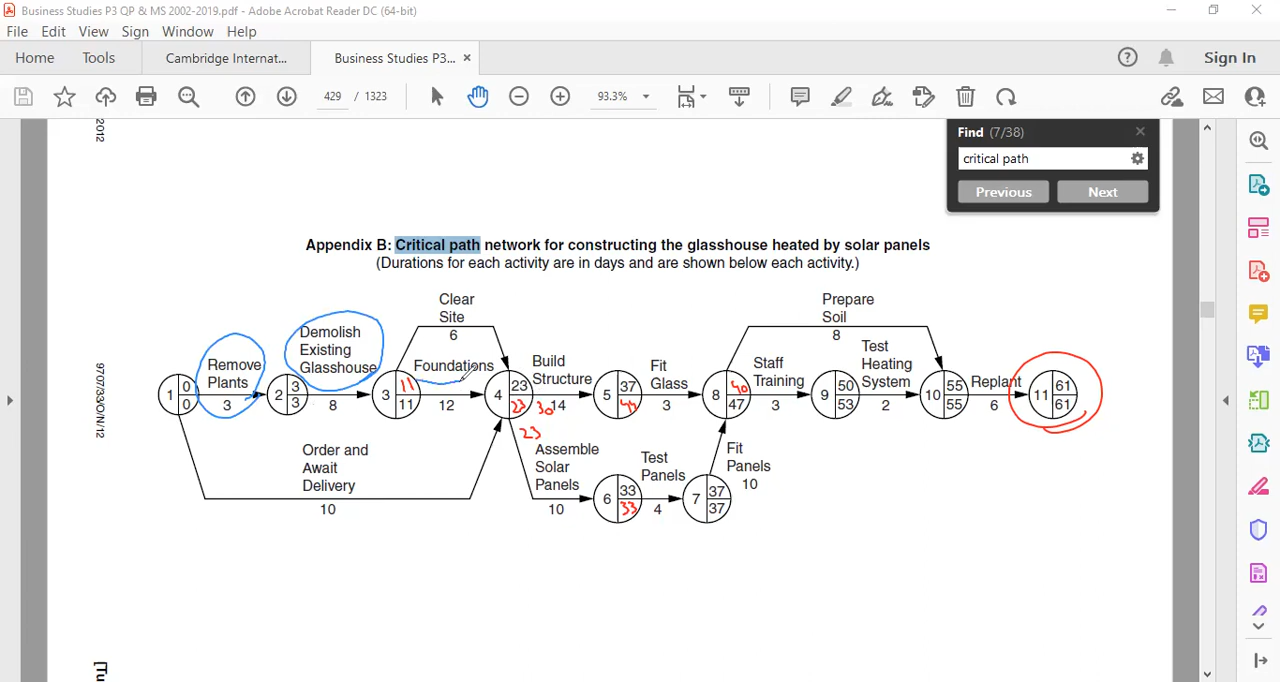 Business Studies P3 QP & MS 2002-2019.pdf - Adobe Acrobat Reader DC (64-bit)
File Edit View Sign Window Help
Home Tools Cambridge Internat... Business Studies P3... × Sign In
429 / 1323 93.3%
Find (7/38)
critical path
Previous Next
2012
Appendix B: Critical path network for constructing the glasshouse heated by solar panels
(Durations for each activity are in days and are shown below each activity.)
Clear
Site
6
Prepare
Soil
8
Remove
Plants
3
Demolish
Existing
Glasshouse
8
Foundations
12
Build
Structure
14
Fit
Glass
3
Staff
Training
3
Test
Heating
System
2
Replant
6
1 0 0
2 3 3
3 11 11
4 23 23
30
23
5 37 44
8 40 47
9 50 53
10 55 55
11 61 61
Order and
Await
Delivery
10
Assemble
Solar
Panels
10
6 33 33
Test
Panels
4
7 37 37
Fit
Panels
10